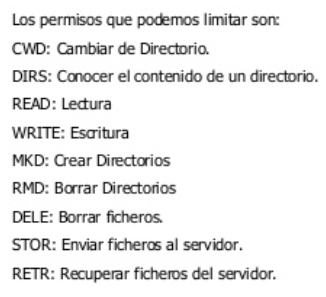 Los permisos que podemos limitar son:
CWD: Cambiar de Directorio.
DIRS: Conocer el contenido de un directorio.
READ: Lectura
WRITE: Escritura
MKD: Crear Directorios
RMD: Borrar Directorios
DELE: Borrar ficheros.
STOR: Enviar ficheros al servidor.
RETR: Recuperar ficheros del servidor.